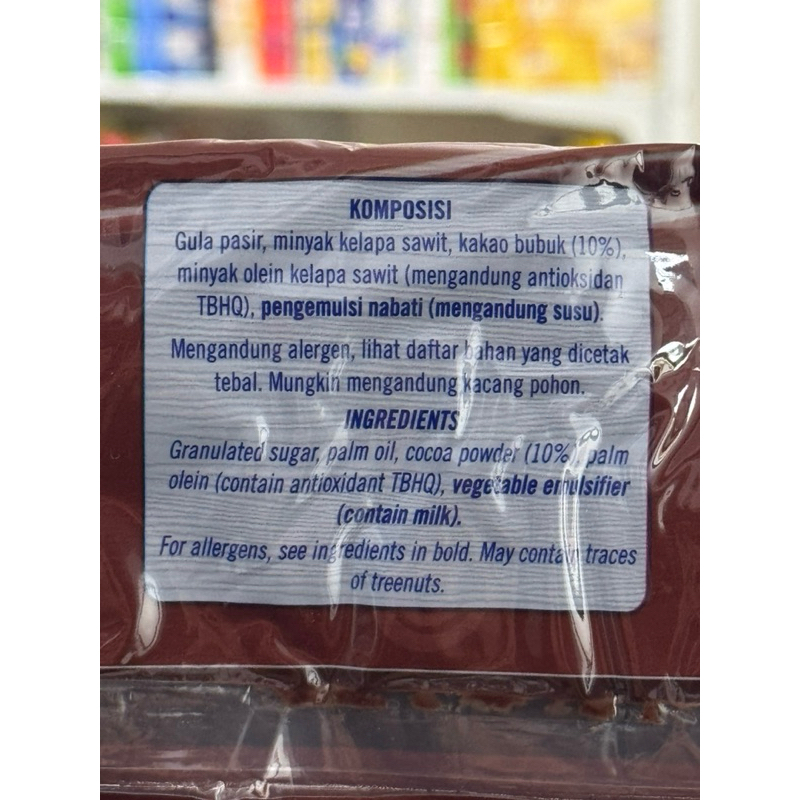 KOMPOSISI
Gula pasir, minyak kelapa sawit, kakao bubuk (10%),
minyak olein kelapa sawit (mengandung antioksidan
TBHQ), pengemulsi nabati (mengandung susu).
Mengandung alergen, lihat daftar bahan yang dicetak
tebal. Mungkin mengandung kacang pohon.
INGREDIENTS
Granulated sugar, palm oil, cocoa powder (10%), palm
olein (contain antioxidant TBHQ), vegetable emulsifier
(contain milk).
For allergens, see ingredients in bold. May contain traces
of treenuts.